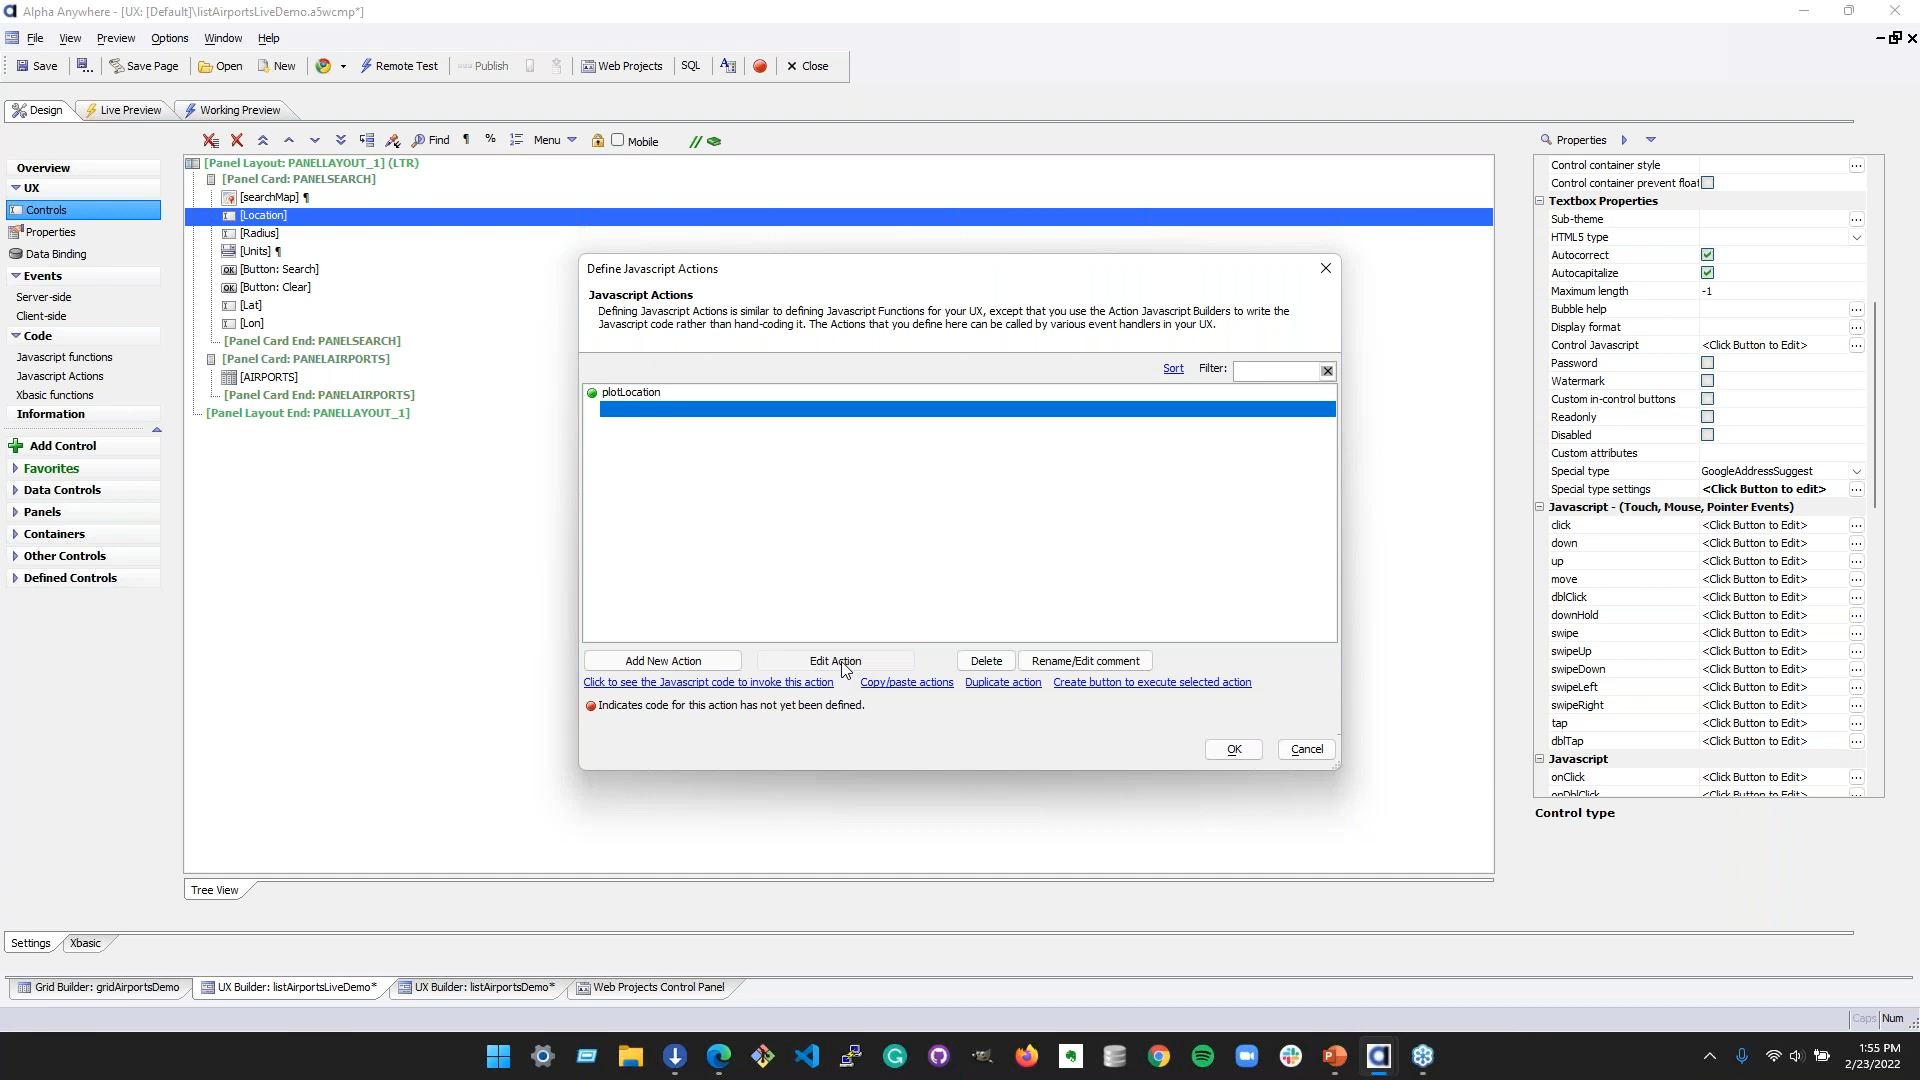 Alpha Anywhere - [UX: [Default]\listAirportsLiveDemo.a5wcmp*]
File View Preview Options Window Help
Save Save Page Open New Remote Test Publish Web Projects SQL Close
Design Live Preview Working Preview
Find ¶ % Menu Mobile Properties
Overview
UX
Controls
Properties
Data Binding
Events
Server-side
Client-side
Code
Javascript functions
Javascript Actions
Xbasic functions
Information
Add Control
Favorites
Data Controls
Panels
Containers
Other Controls
Defined Controls
[Panel Layout: PANELLAYOUT_1] (LTR)
[Panel Card: PANELSEARCH]
[searchMap] ¶
[Location]
[Radius]
[Units] ¶
OK [Button: Search]
OK [Button: Clear]
[Lat]
[Lon]
[Panel Card End: PANELSEARCH]
[Panel Card: PANELAIRPORTS]
[AIRPORTS]
[Panel Card End: PANELAIRPORTS]
[Panel Layout End: PANELLAYOUT_1]
Define Javascript Actions
Javascript Actions
Defining Javascript Actions is similar to defining Javascript Functions for your UX, except that you use the Action Javascript Builders to write the
Javascript code rather than hand-coding it. The Actions that you define here can be called by various event handlers in your UX.
Sort Filter:
plotLocation
Add New Action Edit Action Delete Rename/Edit comment
Click to see the Javascript code to invoke this action Copy/paste actions Duplicate action Create button to execute selected action
Indicates code for this action has not yet been defined.
OK Cancel
Control container style
Control container prevent float
Textbox Properties
Sub-theme
HTML5 type
Autocorrect
Autocapitalize
Maximum length -1
Bubble help
Display format
Control Javascript <Click Button to Edit>
Password
Watermark
Custom in-control buttons
Readonly
Disabled
Custom attributes
Special type GoogleAddressSuggest
Special type settings <Click Button to edit>
Javascript - (Touch, Mouse, Pointer Events)
click <Click Button to Edit>
down <Click Button to Edit>
up <Click Button to Edit>
move <Click Button to Edit>
dblClick <Click Button to Edit>
downHold <Click Button to Edit>
swipe <Click Button to Edit>
swipeUp <Click Button to Edit>
swipeDown <Click Button to Edit>
swipeLeft <Click Button to Edit>
swipeRight <Click Button to Edit>
tap <Click Button to Edit>
dblTap <Click Button to Edit>
Javascript
onClick <Click Button to Edit>
onDblClick <Click Button to Edit>
Control type
Tree View
Settings Xbasic
Grid Builder: gridAirportsDemo UX Builder: listAirportsLiveDemo* UX Builder: listAirportsDemo* Web Projects Control Panel
Caps Num
1:55 PM
2/23/2022